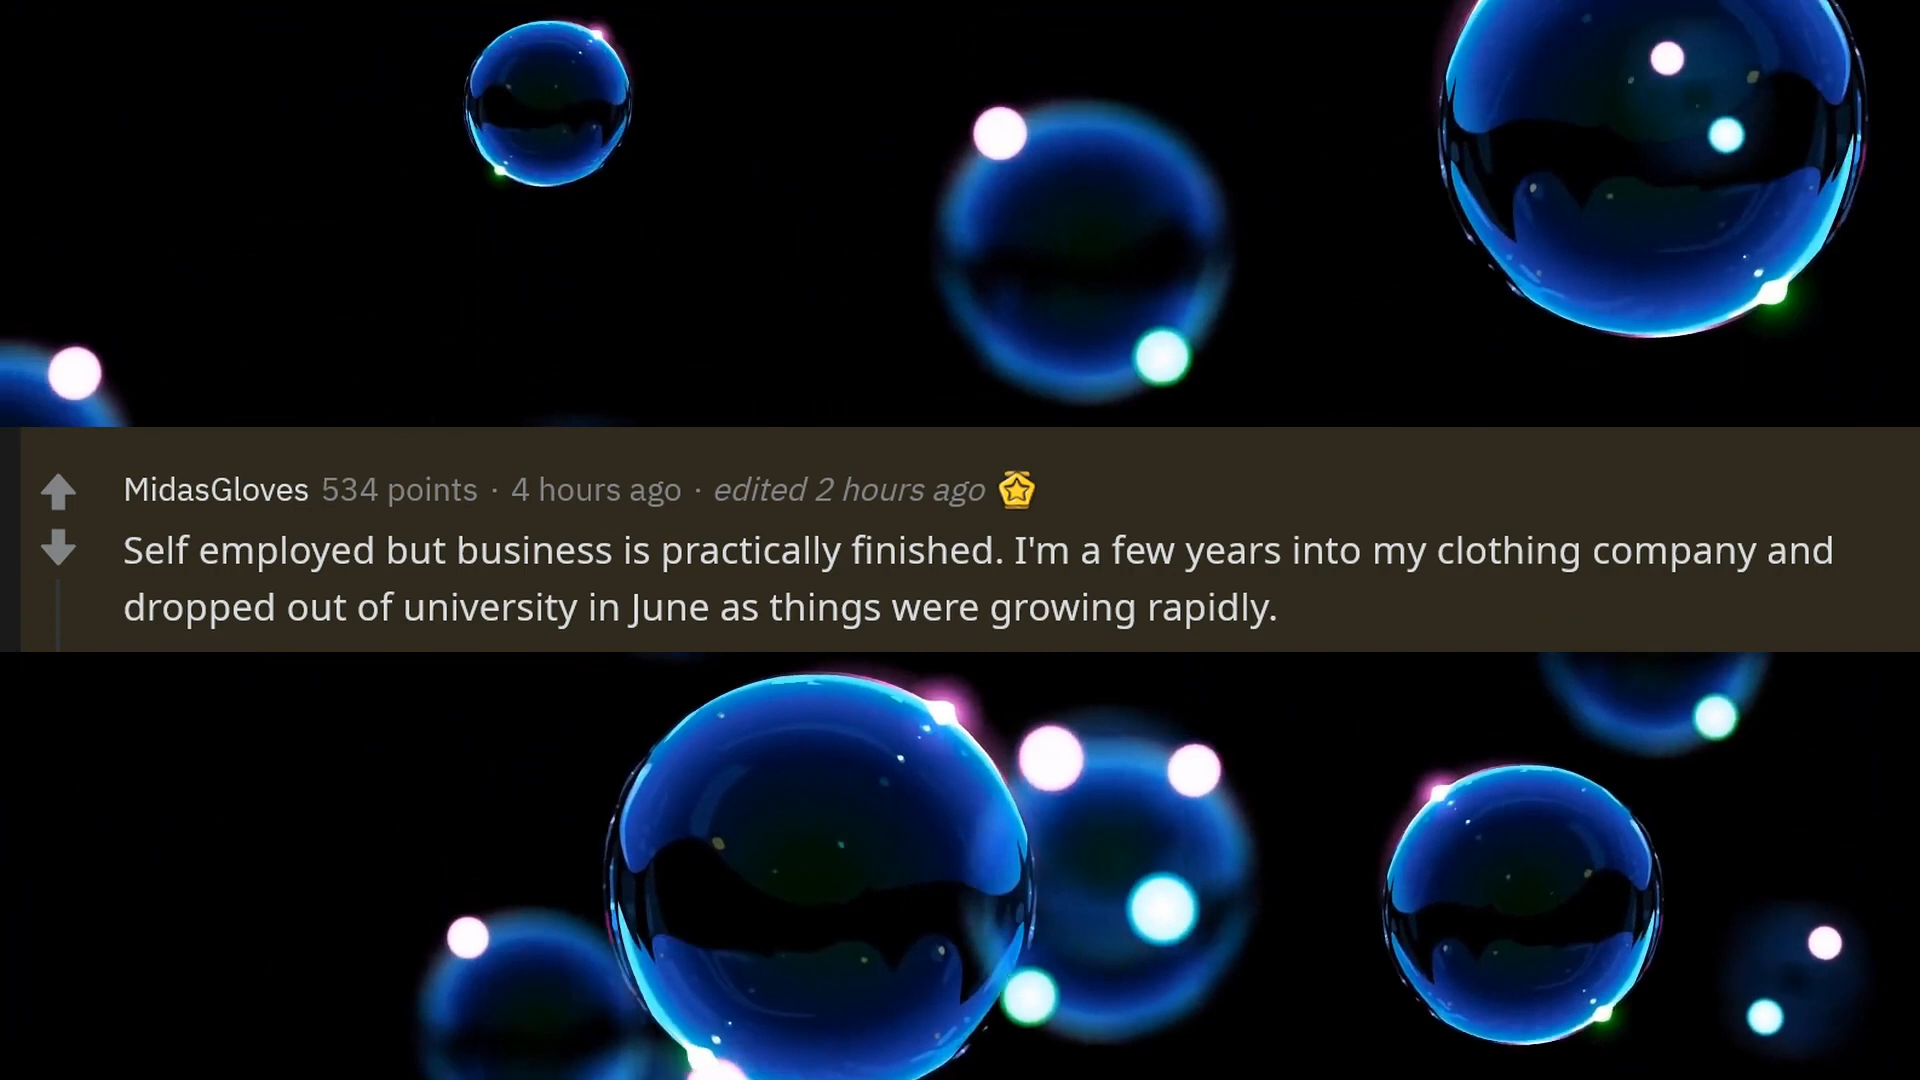 MidasGloves 534 points · 4 hours ago · edited 2 hours ago
Self employed but business is practically finished. I'm a few years into my clothing company and
dropped out of university in June as things were growing rapidly.